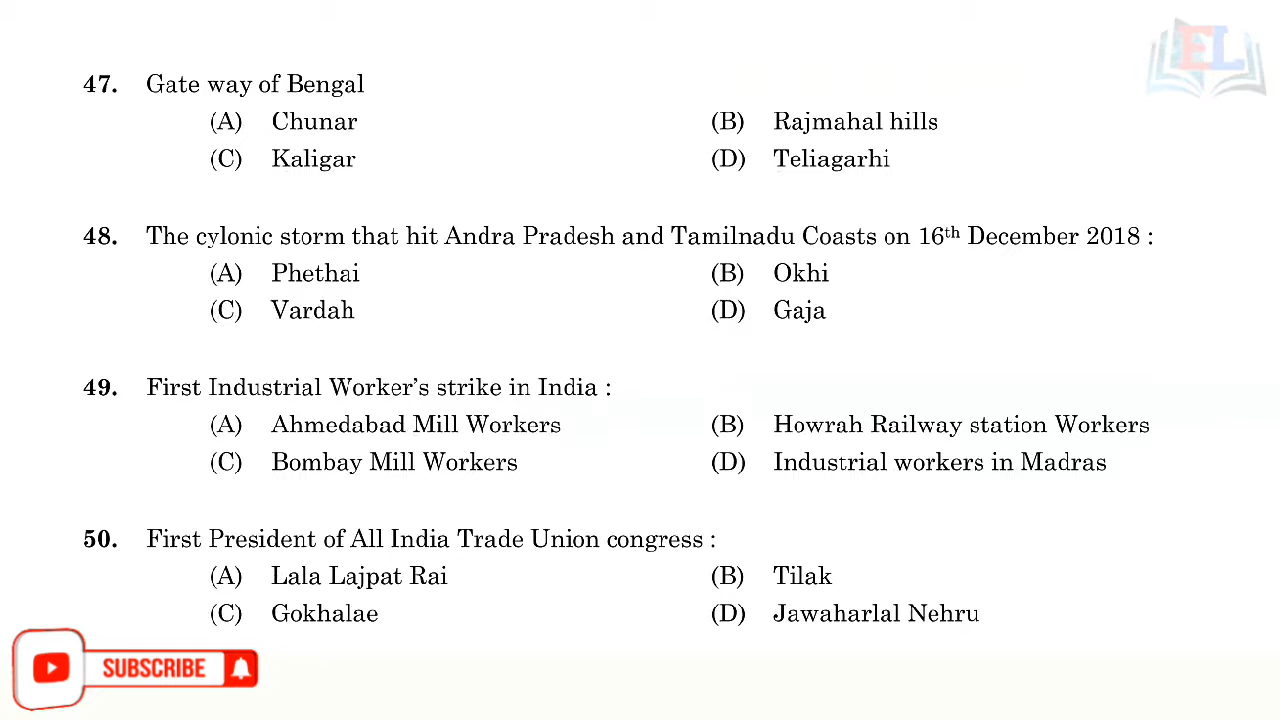 EL
47. Gate way of Bengal
(A) Chunar (B) Rajmahal hills
(C) Kaligar (D) Teliagarhi
48. The cylonic storm that hit Andra Pradesh and Tamilnadu Coasts on 16th December 2018 :
(A) Phethai (B) Okhi
(C) Vardah (D) Gaja
49. First Industrial Worker's strike in India :
(A) Ahmedabad Mill Workers (B) Howrah Railway station Workers
(C) Bombay Mill Workers (D) Industrial workers in Madras
50. First President of All India Trade Union congress :
(A) Lala Lajpat Rai (B) Tilak
(C) Gokhalae (D) Jawaharlal Nehru
SUBSCRIBE